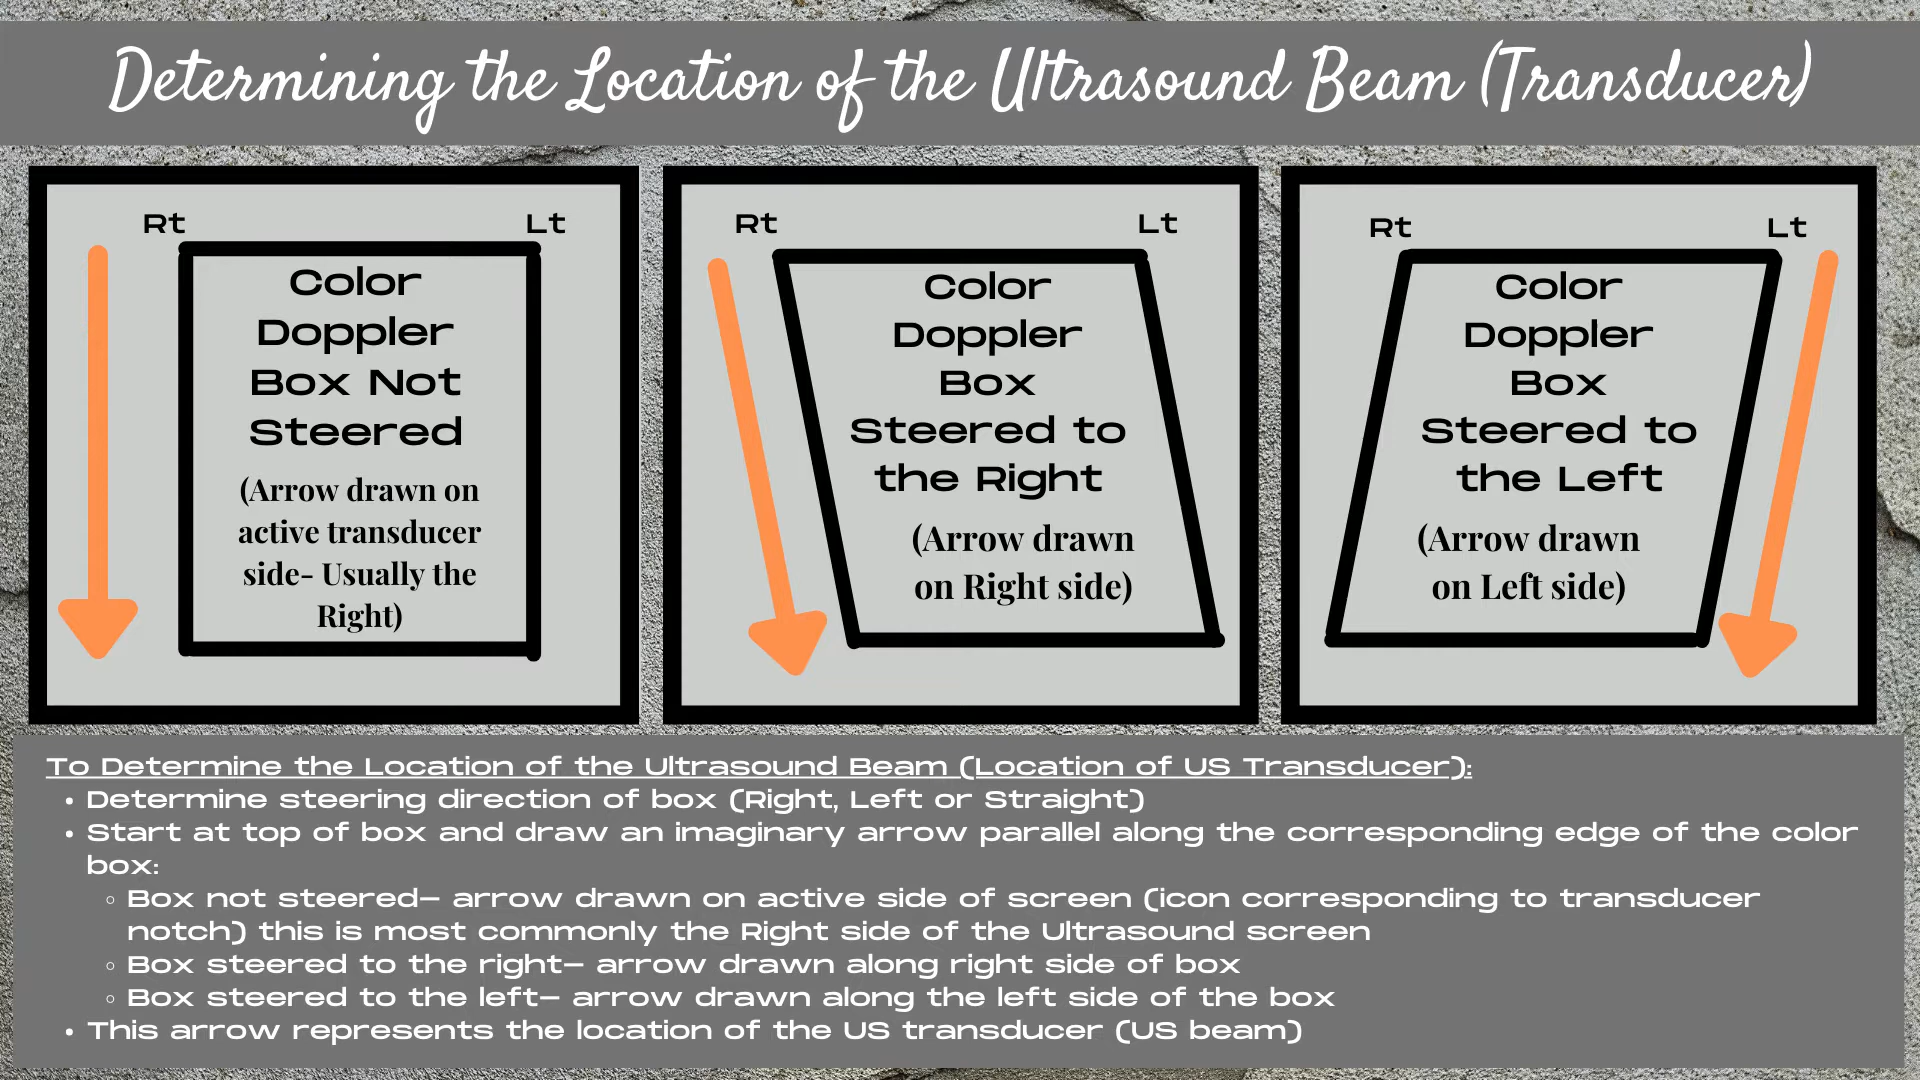 Determining the Location of the Ultrasound Beam (Transducer)
Rt Lt
Color
Doppler
Box Not
Steered
(Arrow drawn on
active transducer
side- Usually the
Right)
Rt Lt
Color
Doppler
Box
Steered to
the Right
(Arrow drawn
on Right side)
Rt Lt
Color
Doppler
Box
Steered to
the Left
(Arrow drawn
on Left side)
To Determine the Location of the Ultrasound Beam (Location of US Transducer):
• Determine steering direction of box (Right, Left or Straight)
• Start at top of box and draw an imaginary arrow parallel along the corresponding edge of the color
box:
◦ Box not steered– arrow drawn on active side of screen (icon corresponding to transducer
notch) this is most commonly the Right side of the Ultrasound screen
◦ Box steered to the right– arrow drawn along right side of box
◦ Box steered to the left– arrow drawn along the left side of the box
• This arrow represents the location of the US transducer (US beam)